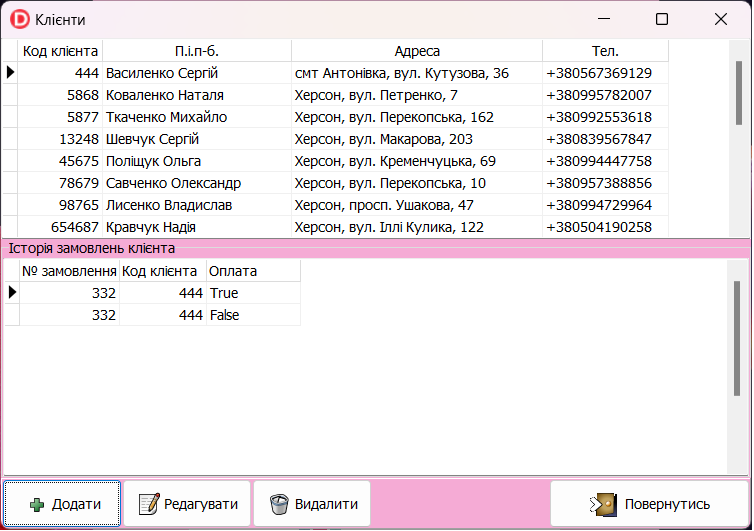 Клієнти
Код клієнта П.і.п-б. Адреса Тел.
444 Василенко Сергій смт Антонівка, вул. Кутузова, 36 +380567369129
5868 Коваленко Наталя Херсон, вул. Петренко, 7 +380995782007
5877 Ткаченко Михайло Херсон, вул. Перекопська, 162 +380992553618
13248 Шевчук Сергій Херсон, вул. Макарова, 203 +380839567847
45675 Поліщук Ольга Херсон, вул. Кременчуцька, 69 +380994447758
78679 Савченко Олександр Херсон, вул. Перекопська, 10 +380957388856
98765 Лисенко Владислав Херсон, просп. Ушакова, 47 +380994729964
654687 Кравчук Надія Херсон, вул. Іллі Кулика, 122 +380504190258
Історія замовлень клієнта
№ замовлення Код клієнта Оплата
332 444 True
332 444 False
Додати Редагувати Видалити Повернутись